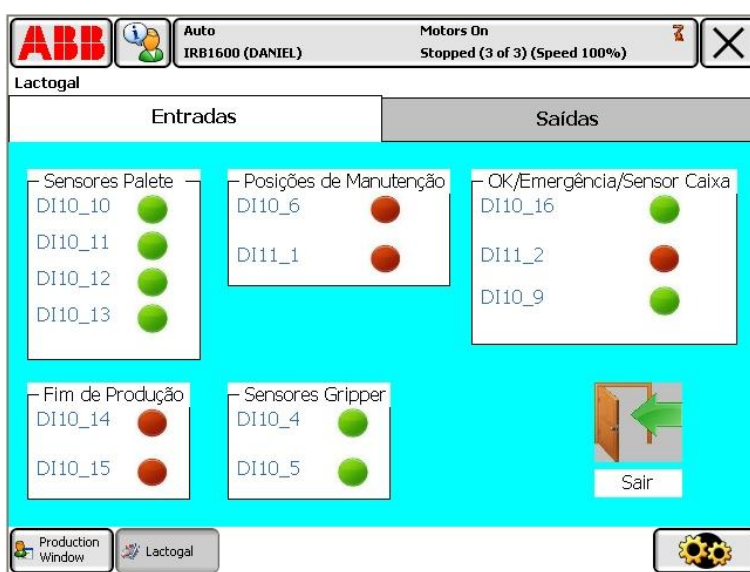 ABB
Auto
IRB1600 (DANIEL)
Motors On
Stopped (3 of 3) (Speed 100%)
Lactogal
Entradas
Saídas
Sensores Palete
DI10_10
DI10_11
DI10_12
DI10_13
Posições de Manutenção
DI10_6
DI11_1
OK/Emergência/Sensor Caixa
DI10_16
DI11_2
DI10_9
Fim de Produção
DI10_14
DI10_15
Sensores Gripper
DI10_4
DI10_5
Sair
Production
Window
Lactogal